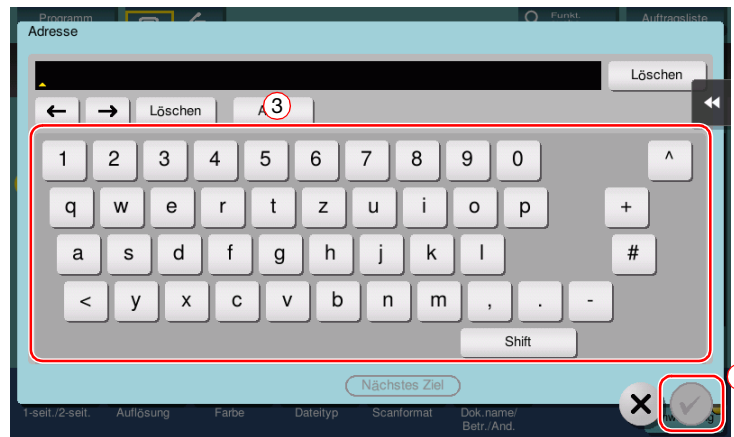 Programm
Funkt.
Auftragsliste
Adresse
Löschen
← → Löschen
3
1 2 3 4 5 6 7 8 9 0 ^
q w e r t z u i o p +
a s d f g h j k l #
< y x c v b n m , . -
Shift
Nächstes Ziel
1-seit./2-seit. Auflösung Farbe Dateityp Scanformat Dok.name/
Betr./And.